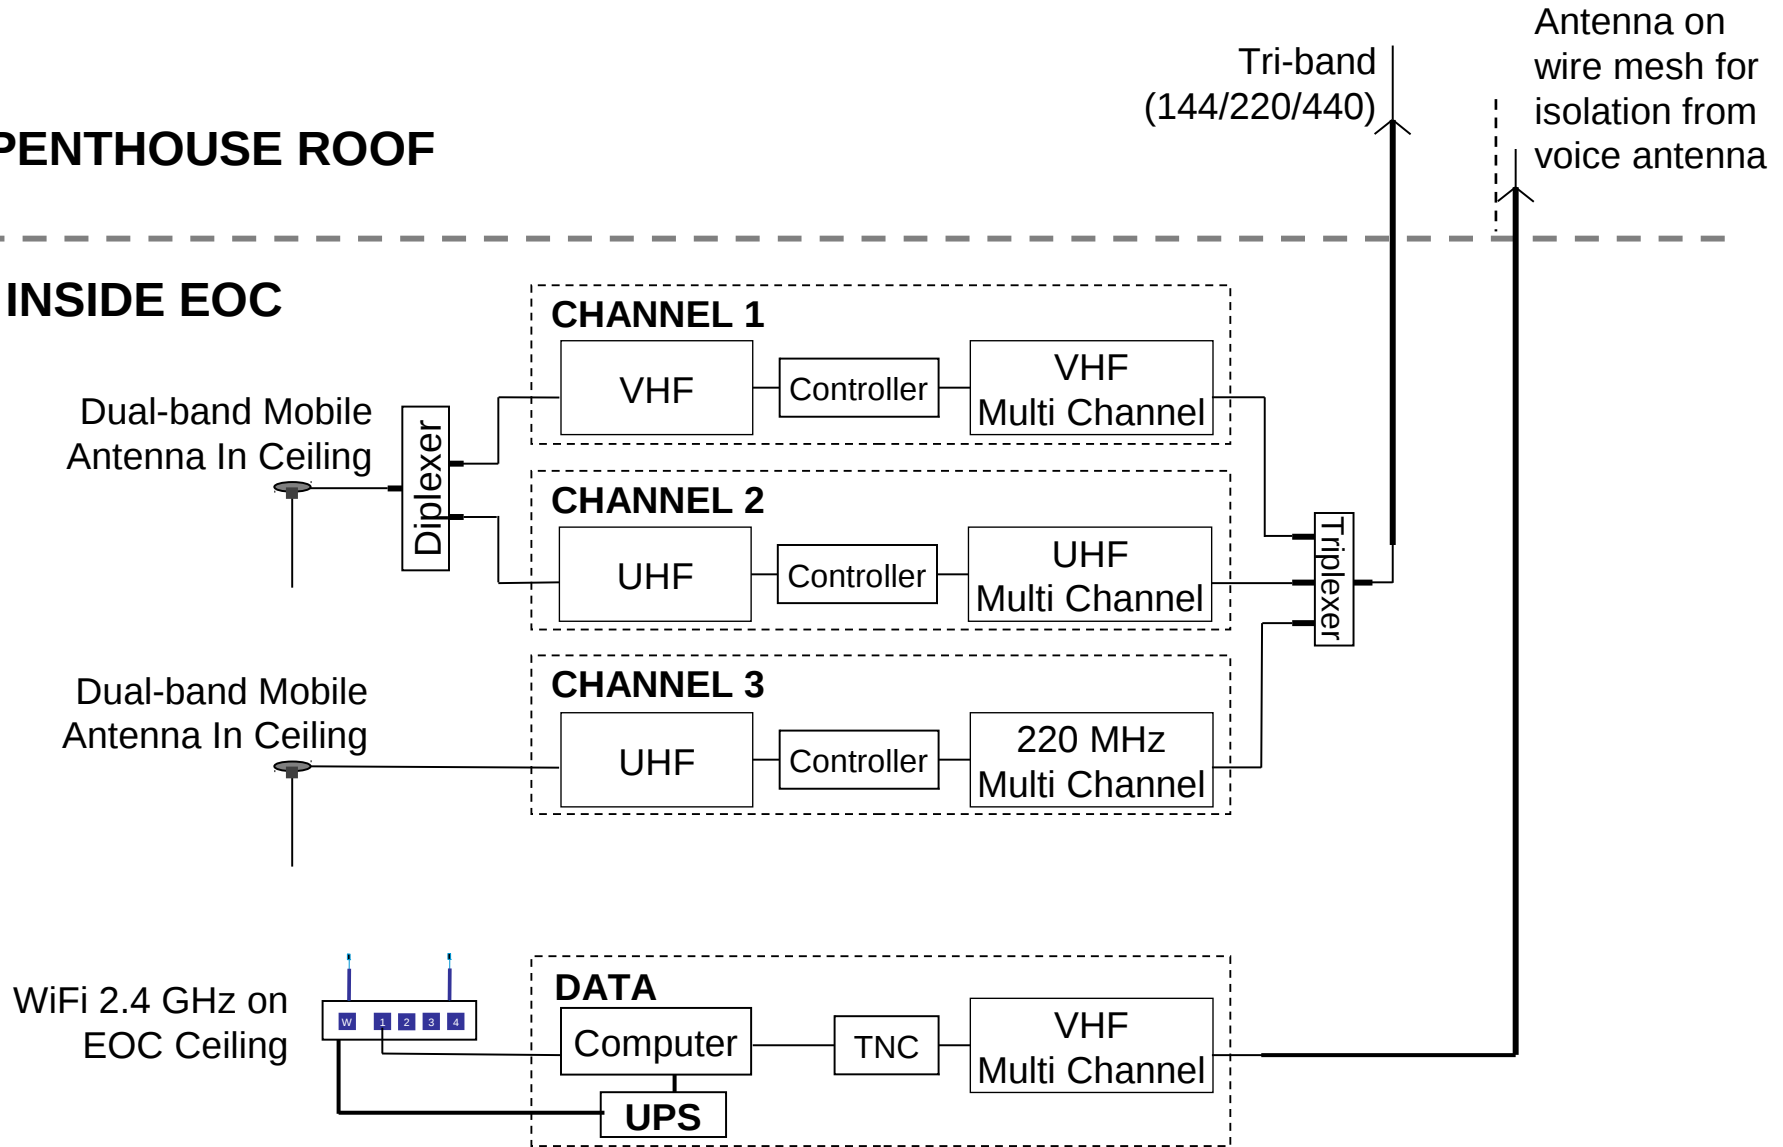 Antenna on
wire mesh for
isolation from
voice antenna
Tri-band
(144/220/440)
PENTHOUSE ROOF
INSIDE EOC
CHANNEL 1
VHF
Controller
VHF
Multi Channel
Dual-band Mobile
Antenna In Ceiling
Diplexer
CHANNEL 2
UHF
Controller
UHF
Multi Channel
Triplexer
CHANNEL 3
Dual-band Mobile
Antenna In Ceiling
UHF
Controller
220 MHz
Multi Channel
WiFi 2.4 GHz on
EOC Ceiling
W 1 2 3 4
DATA
Computer
TNC
VHF
Multi Channel
UPS